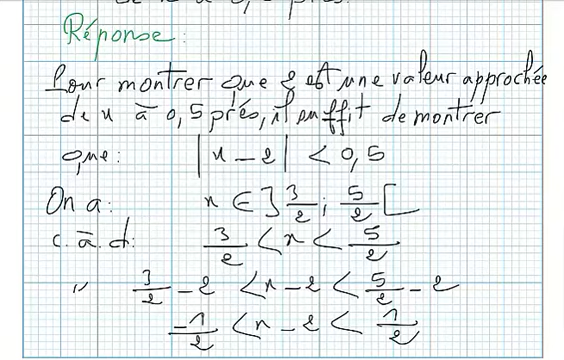 Réponse:
Pour montrer que 2 est une valeur approchée
de x à 0,5 près, il suffit de montrer
que: |x - 2| < 0,5
On a: x ∈ ]3/2 ; 5/2[
c.à.d: 3/2 < x < 5/2
" 3/2 - 2 < x - 2 < 5/2 - 2
-1/2 < x - 2 < 1/2